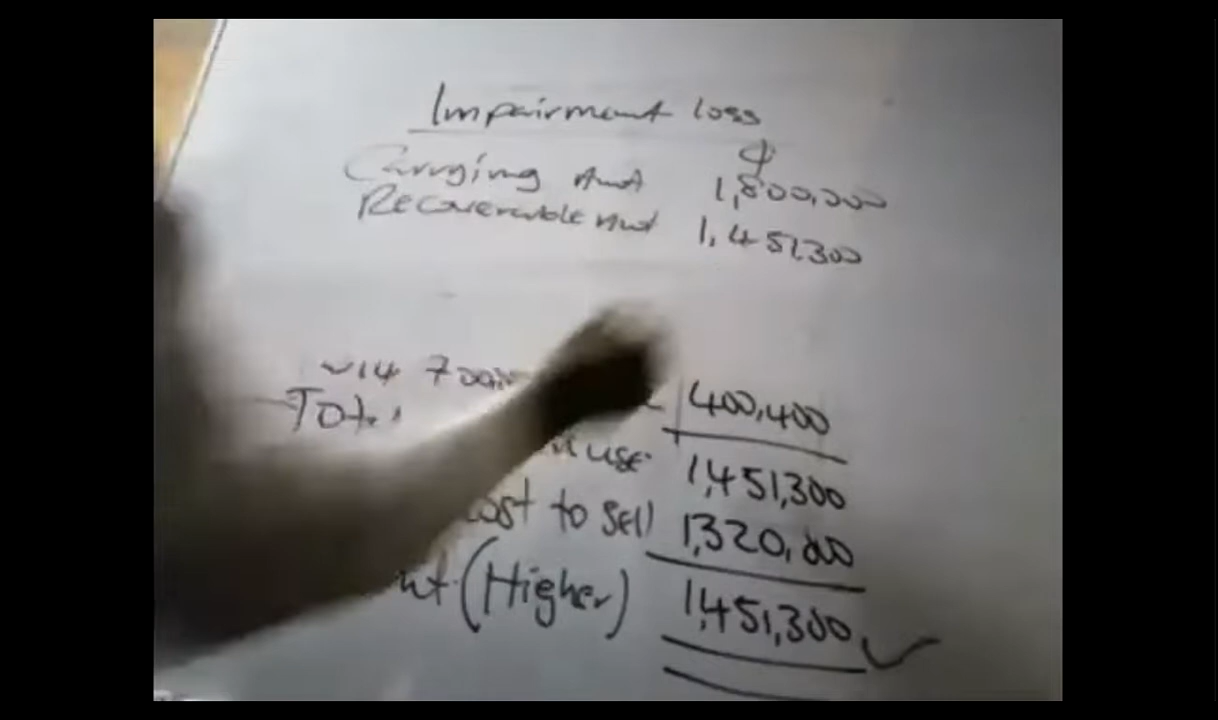 Impairment loss
$
Carrying Amt 1,800,000
Recoverable Amt 1,451,300
400,400
in use 1,451,300
cost to sell 1,320,000
(Higher) 1,451,300